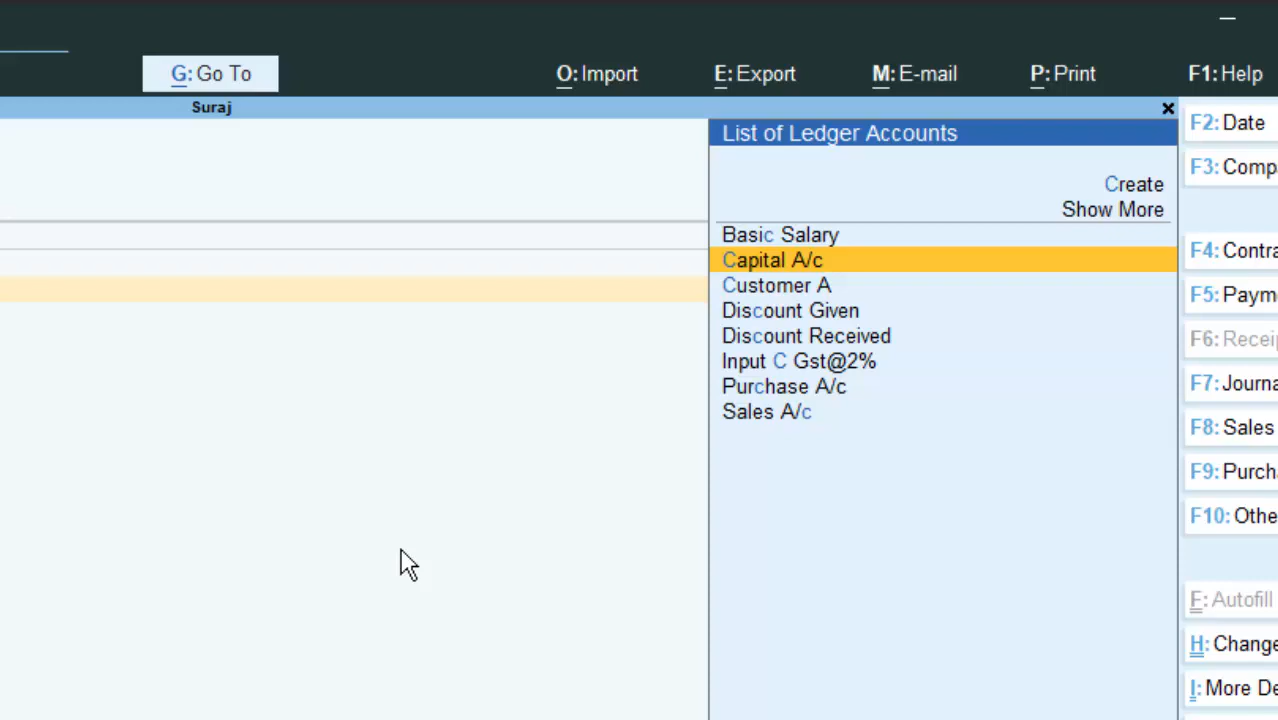 G: Go To
O: Import
E: Export
M: E-mail
P: Print
F1: Help
Suraj
List of Ledger Accounts
Create
Show More
Basic Salary
Capital A/c
Customer A
Discount Given
Discount Received
Input C Gst@2%
Purchase A/c
Sales A/c
F2: Date
F3: Comp
F4: Contra
F5: Paym
F6: Receip
F7: Journa
F8: Sales
F9: Purch
F10: Othe
F: Autofill
H: Change
I: More De